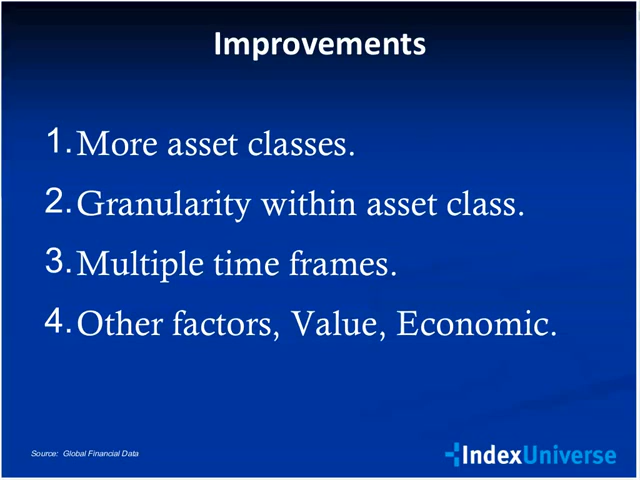 Improvements
1. More asset classes.
2. Granularity within asset class.
3. Multiple time frames.
4. Other factors, Value, Economic.
Source: Global Financial Data
IndexUniverse